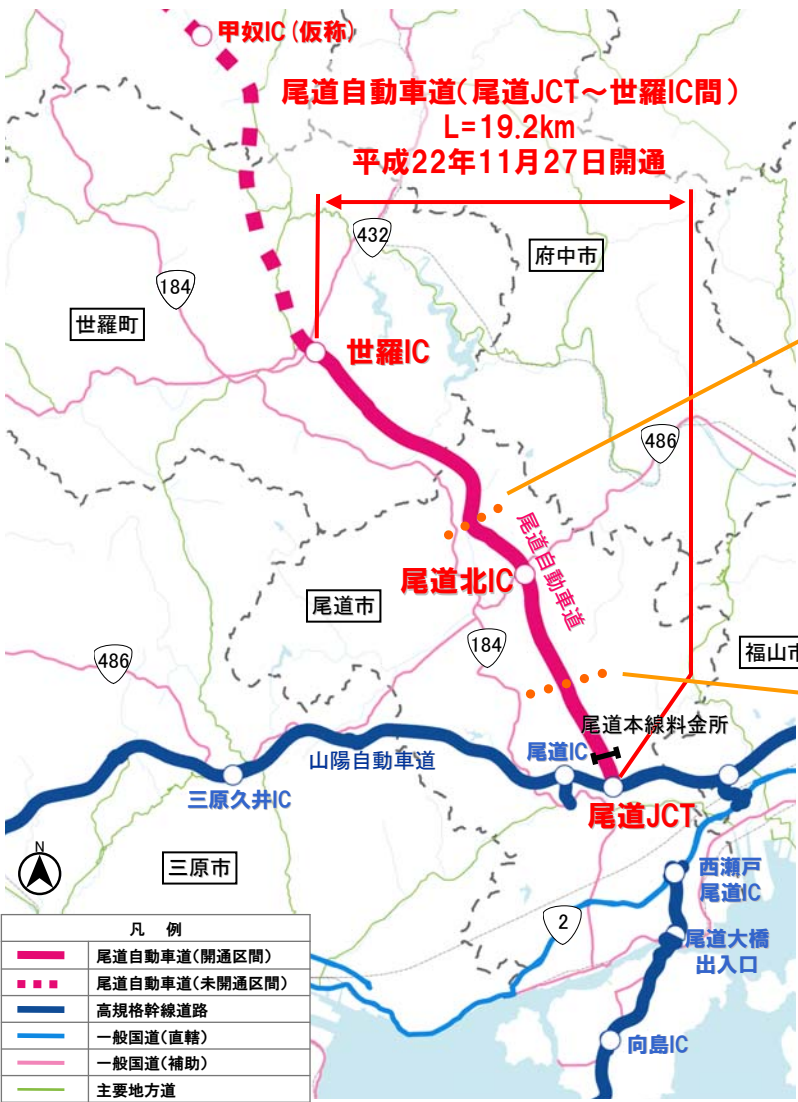 甲奴IC(仮称)
尾道自動車道(尾道JCT～世羅IC間)
L=19.2km
平成22年11月27日開通
432
府中市
184
世羅町
世羅IC
486
尾道自動車道
尾道北IC
尾道市
184
486
福山市
尾道本線料金所
尾道IC
山陽自動車道
三原久井IC
尾道JCT
N
三原市
西瀬戸
尾道IC
2
尾道大橋
出入口
向島IC
凡 例
尾道自動車道(開通区間)
尾道自動車道(未開通区間)
高規格幹線道路
一般国道(直轄)
一般国道(補助)
主要地方道